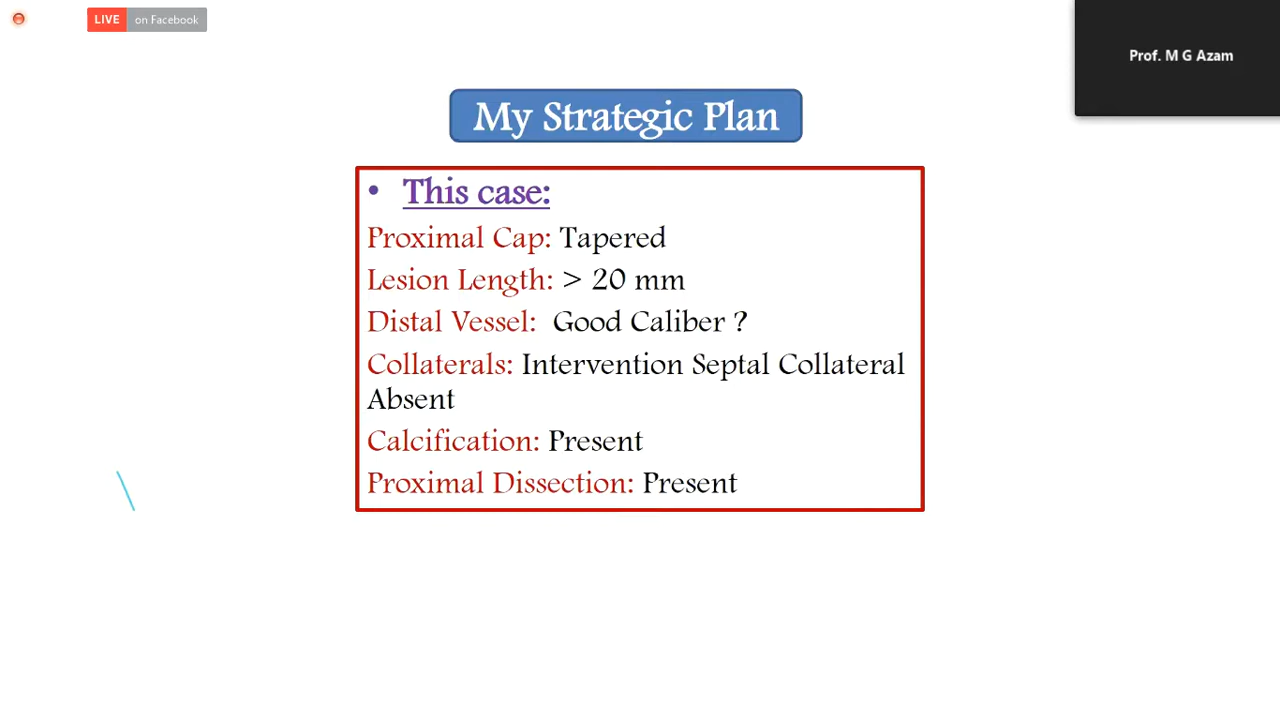 LIVE on Facebook
Prof. M G Azam
My Strategic Plan
• This case:
Proximal Cap: Tapered
Lesion Length: > 20 mm
Distal Vessel: Good Caliber ?
Collaterals: Intervention Septal Collateral
Absent
Calcification: Present
Proximal Dissection: Present